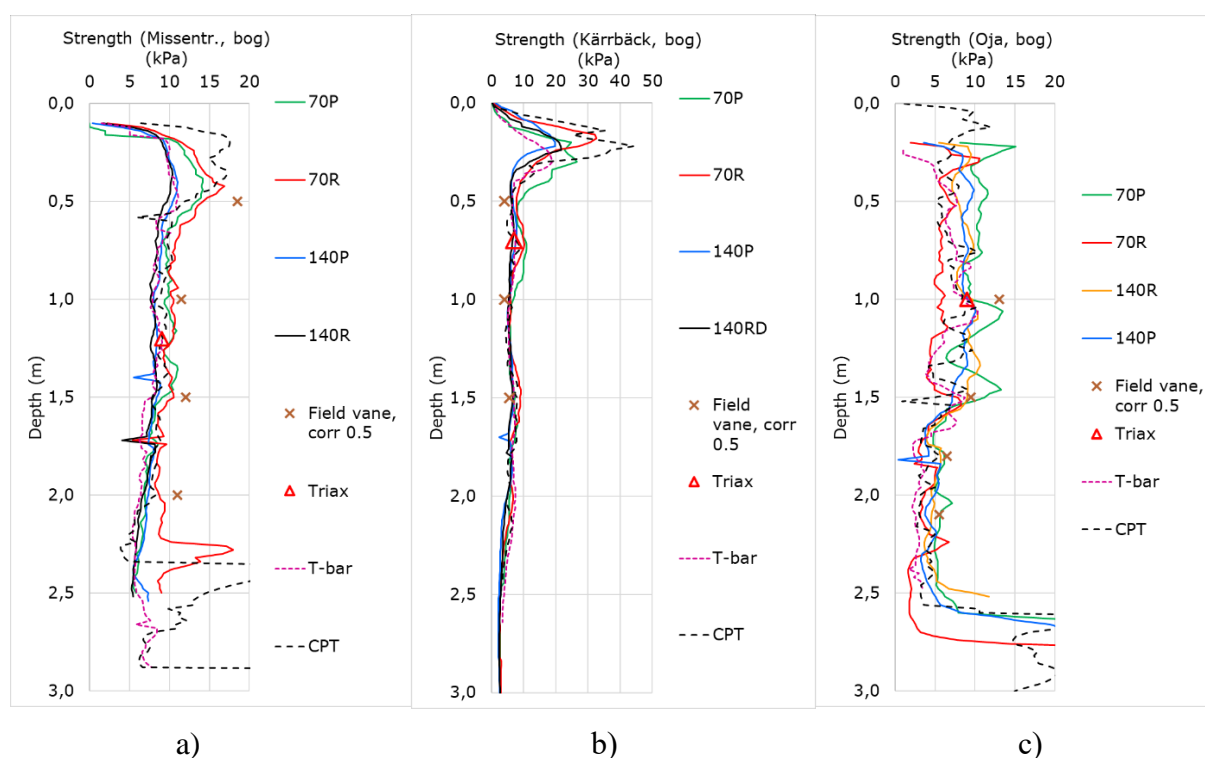 Strength (Missentr., bog)
(kPa)
0 5 10 15 20
0,0
0,5
1,0
1,5
2,0
2,5
3,0
Depth (m)
70P
70R
140P
140R
Field vane,
corr 0.5
Triax
T-bar
CPT
a)
Strength (Kärrbäck, bog)
(kPa)
0 10 20 30 40 50
0,0
0,5
1,0
1,5
2,0
2,5
3,0
Depth (m)
70P
70R
140P
140RD
Field
vane, corr
0.5
Triax
T-bar
CPT
b)
Strength (Oja, bog)
(kPa)
0 5 10 15 20
0,0
0,5
1,0
1,5
2,0
2,5
3,0
Depth (m)
70P
70R
140R
140P
Field vane,
corr 0.5
Triax
T-bar
CPT
c)